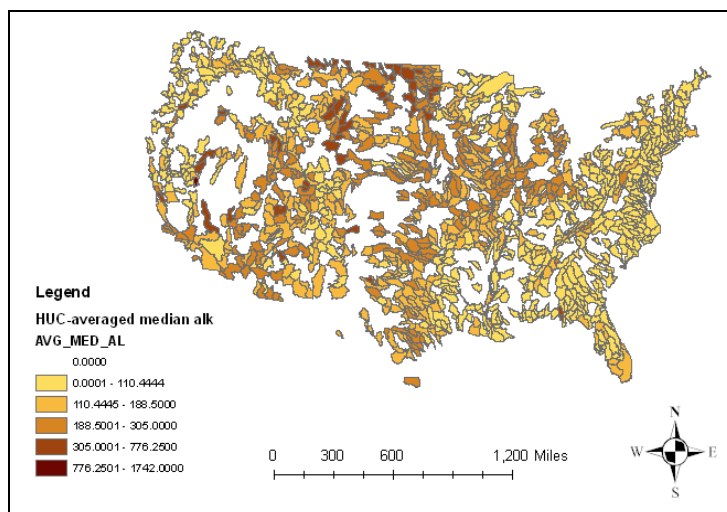 Legend
HUC-averaged median alk
AVG_MED_AL
0.0000
0.0001 - 110.4444
110.4445 - 188.5000
188.5001 - 305.0000
305.0001 - 776.2500
776.2501 - 1742.0000
0 300 600 1,200 Miles
N
W E
S